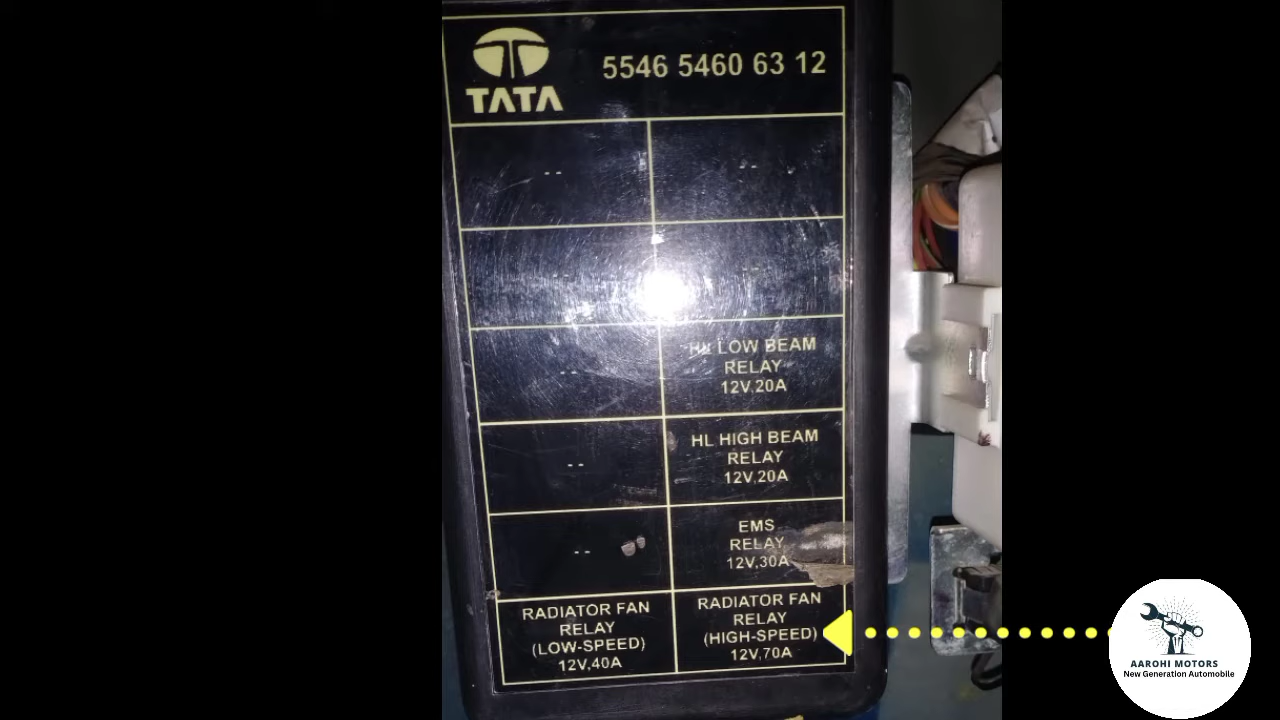 TATA
5546 5460 63 12
-- --
-- --
--
HL LOW BEAM
RELAY
12V,20A
--
HL HIGH BEAM
RELAY
12V,20A
--
EMS
RELAY
12V,30A
RADIATOR FAN
RELAY
(LOW-SPEED)
12V,40A
RADIATOR FAN
RELAY
(HIGH-SPEED)
12V,70A
AAROHI MOTORS
New Generation Automobile